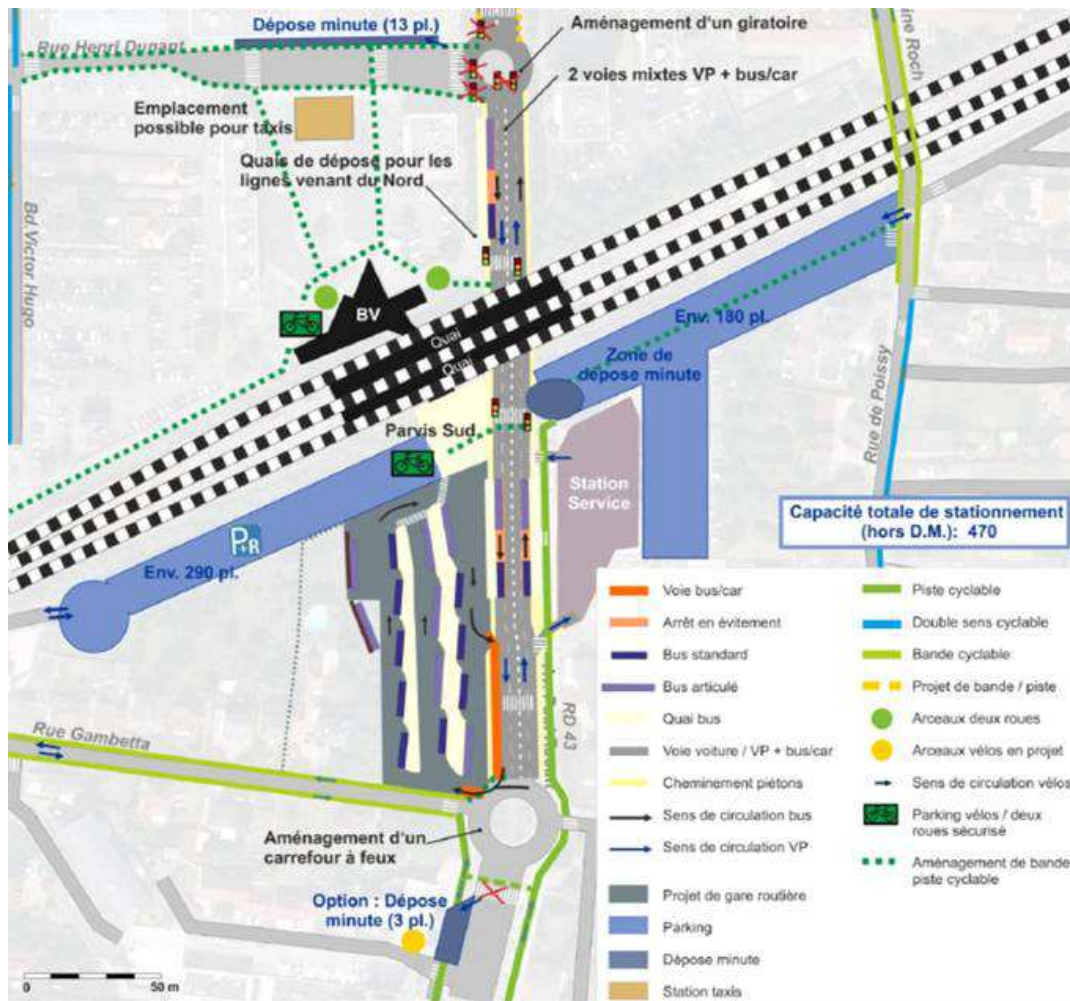 Dépose minute (13 pl.)
Aménagement d'un giratoire
Rue Henri Dunant
ine Roch
2 voies mixtes VP + bus/car
Emplacement
possible pour taxis
Quais de dépose pour les
lignes venant du Nord
Bd Victor Hugo
BV
Quai
Quai
Env. 180 pl.
Zone de
dépose minute
Parvis Sud
Rue de Poissy
Station
Service
Capacité totale de stationnement
(hors D.M.): 470
P+R
Env. 290 pl.
RD 43
Rue Gambetta
Aménagement d'un
carrefour à feux
Option : Dépose
minute (3 pl.)
0 50 m
Voie bus/car
Arrêt en évitement
Bus standard
Bus articulé
Quai bus
Voie voiture / VP + bus/car
Cheminement piétons
Sens de circulation bus
Sens de circulation VP
Projet de gare routière
Parking
Dépose minute
Station taxis
Piste cyclable
Double sens cyclable
Bande cyclable
Projet de bande / piste
Arceaux deux roues
Arceaux vélos en projet
Sens de circulation vélos
Parking vélos / deux
roues sécurisé
Aménagement de bande
piste cyclable